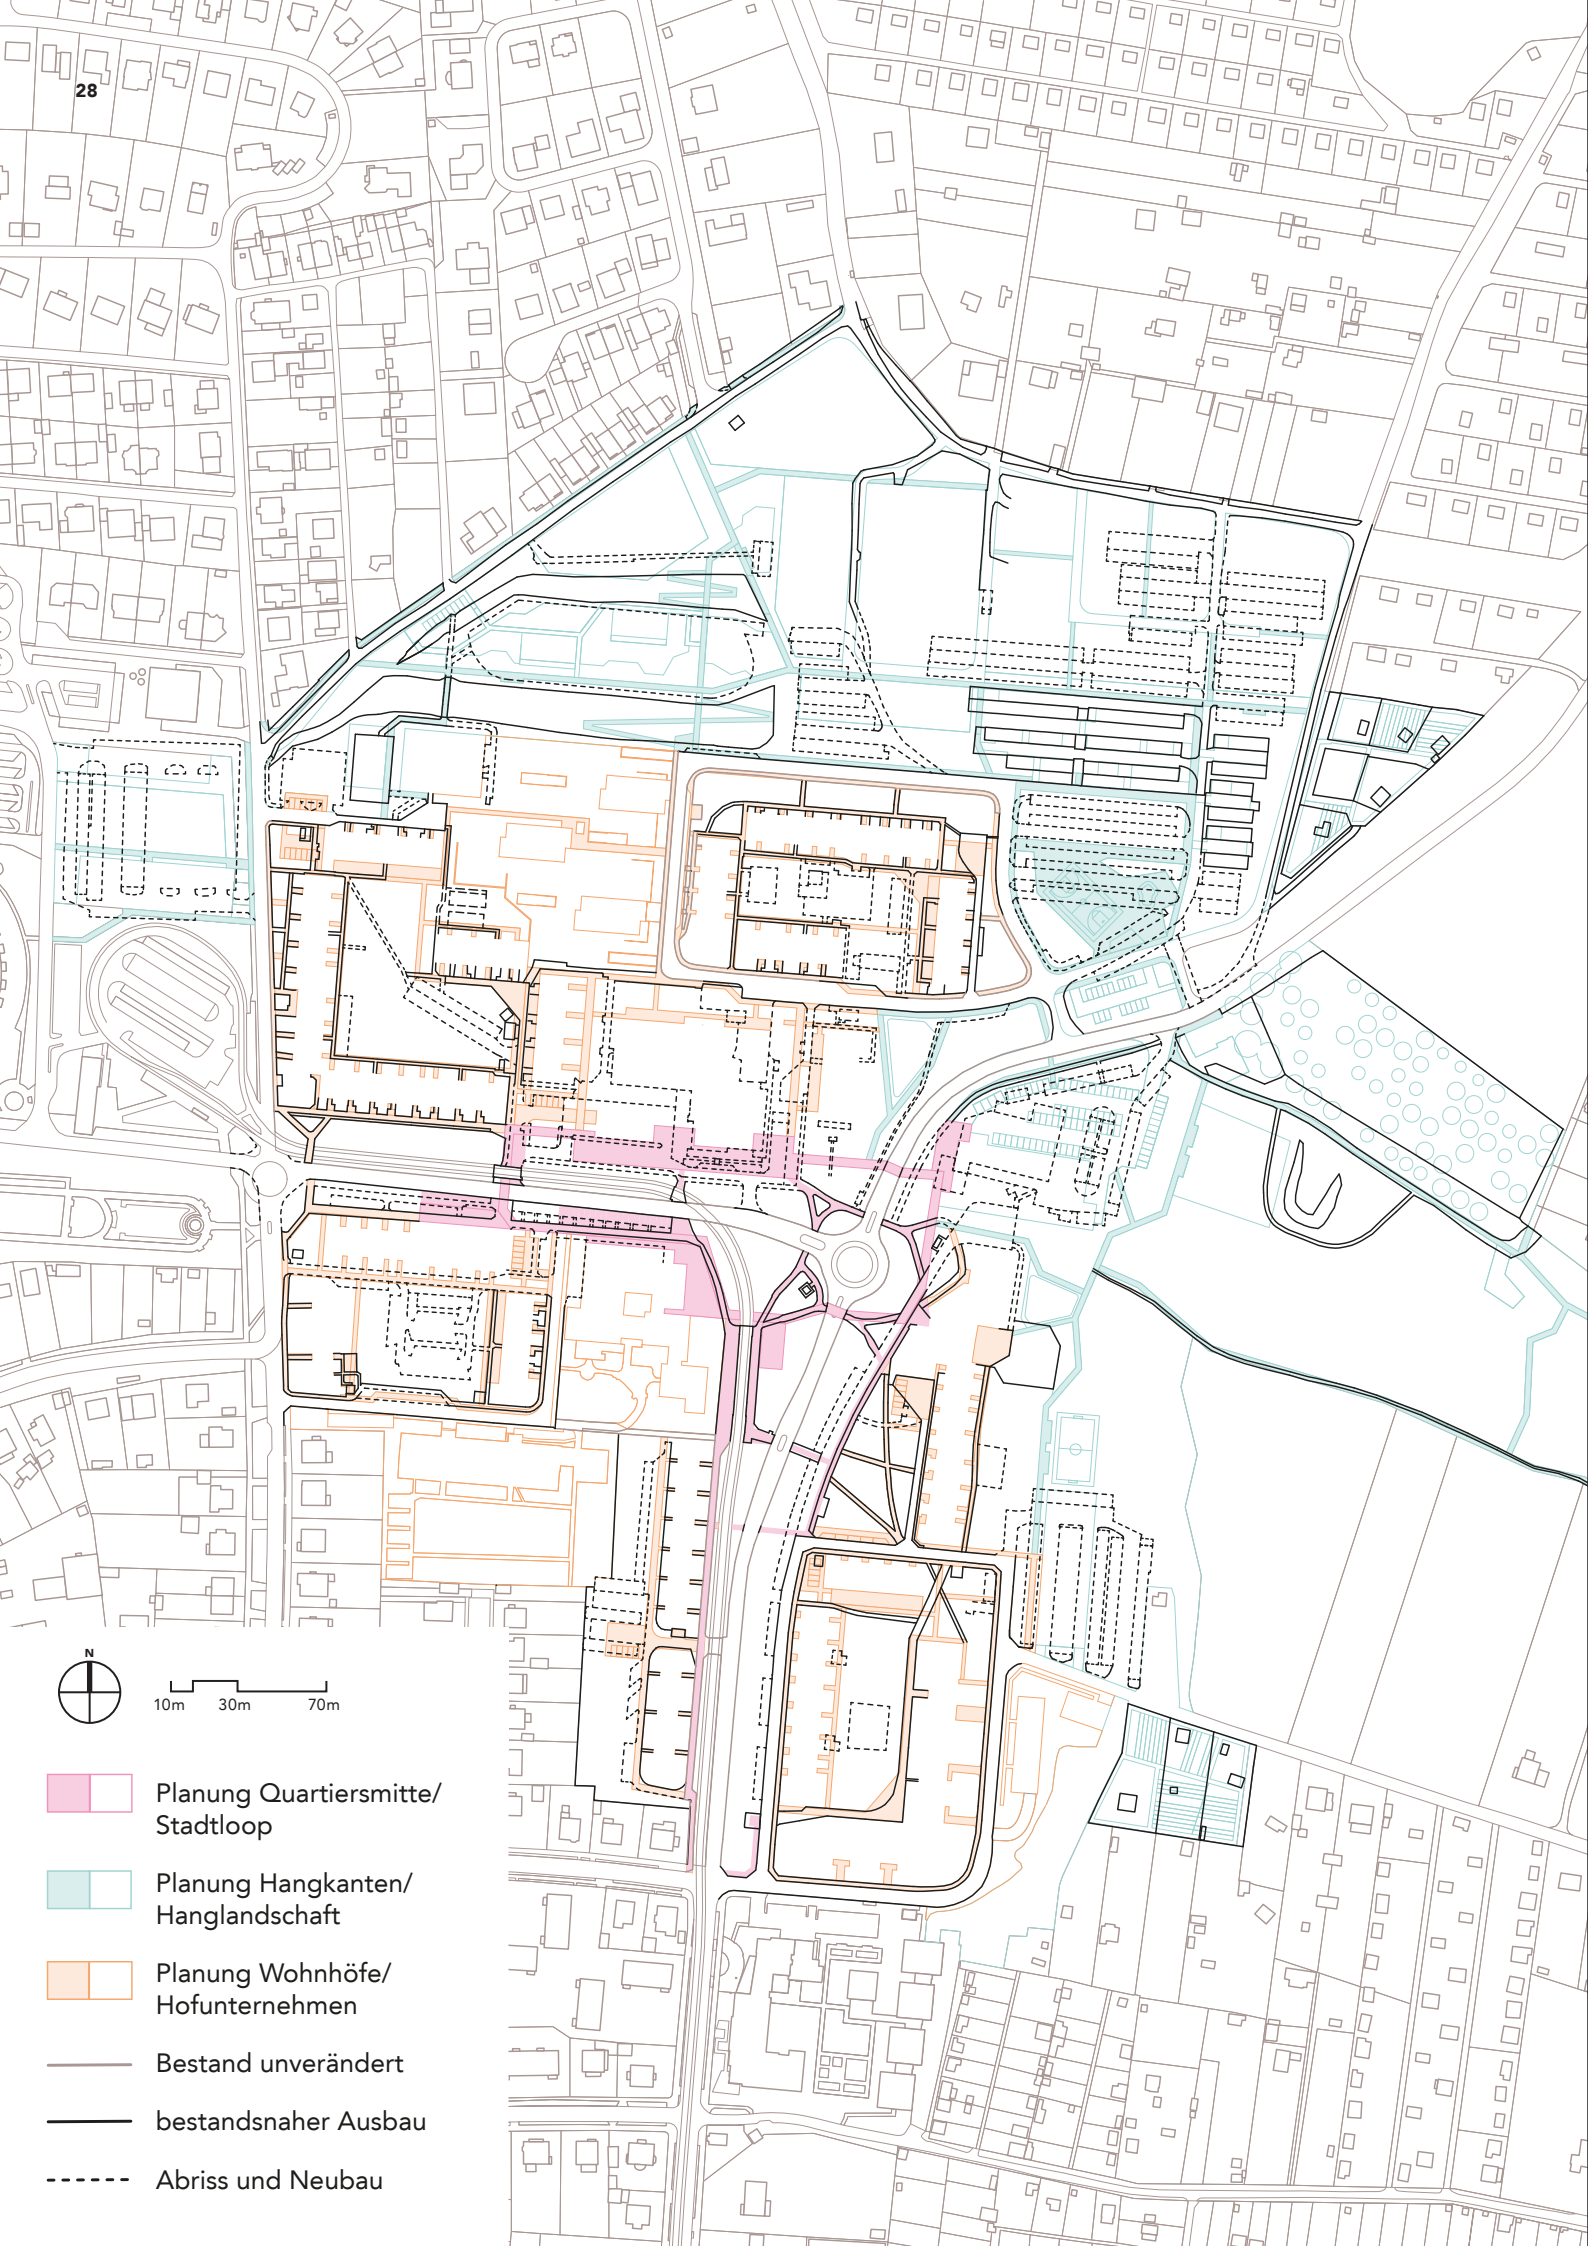 28
N
10m 30m 70m
Planung Quartiersmitte/
Stadtloop
Planung Hangkanten/
Hanglandschaft
Planung Wohnhöfe/
Hofunternehmen
Bestand unverändert
bestandsnaher Ausbau
Abriss und Neubau